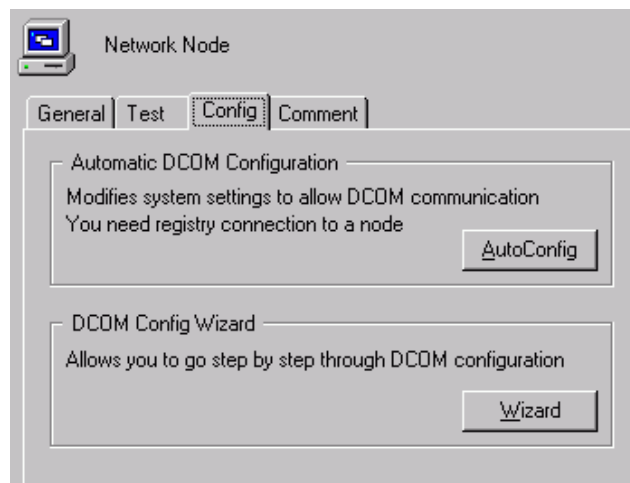 Network Node
General Test Config Comment
Automatic DCOM Configuration
Modifies system settings to allow DCOM communication
You need registry connection to a node
AutoConfig
DCOM Config Wizard
Allows you to go step by step through DCOM configuration
Wizard